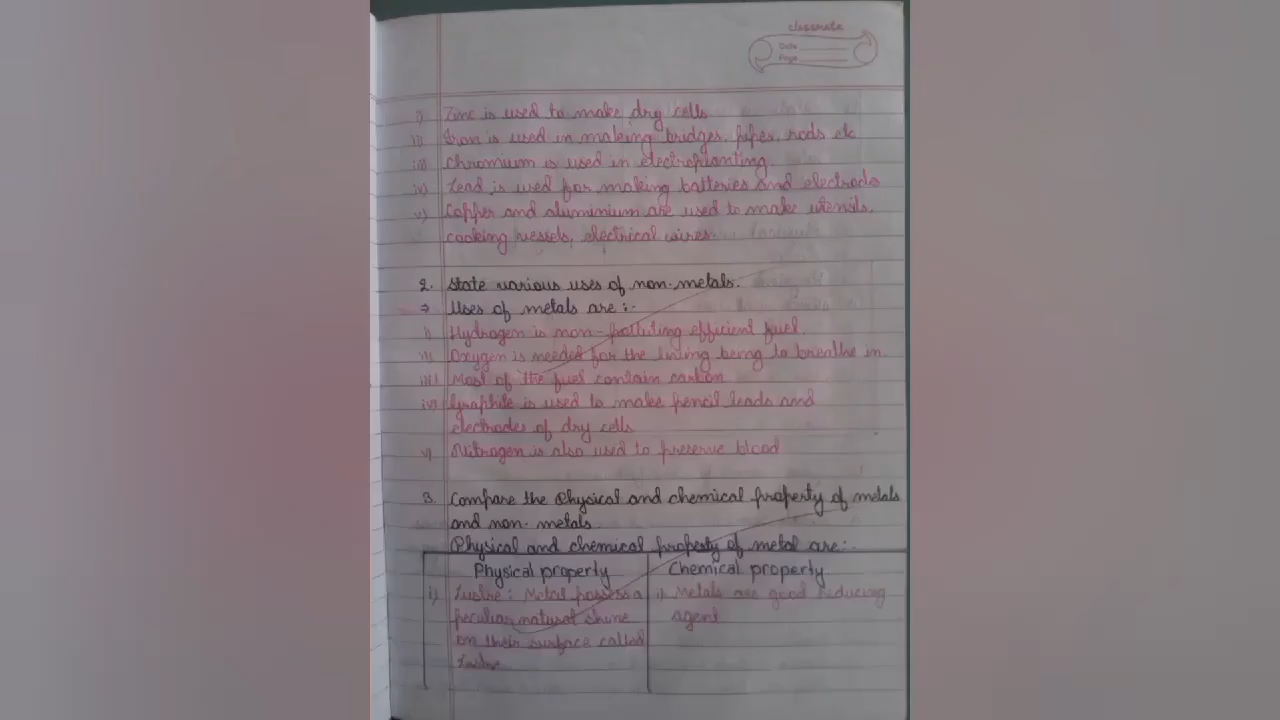 classmate
Date
Page
i) Zinc is used to make dry cells
ii) Iron is used in making bridges, pipes, rods etc
iii) Chromium is used in electroplanting.
iv) Lead is used for making batteries and electrods
v) Copper and aluminium are used to make utensils,
cooking vessels, electrical wires.
2. State various uses of non-metals.
⇒ Uses of metals are :-
i) Hydrogen is non-polluting efficient fuel.
ii) Oxygen is needed for the linting being to breathe in.
iii) Most of the fuel contain carbon
iv) Graphite is used to make pencil leads and
electrodes of dry cells
v) Nitrogen is also used to preserve blood
3. Compare the Physical and chemical property of metals
and non-metals.
Physical and chemical property of metal are:-
Physical property Chemical property
i) Lustre: Metal possess a i) Metals are good reducing
peculiar natural shine agent
on their surface called
Lustre